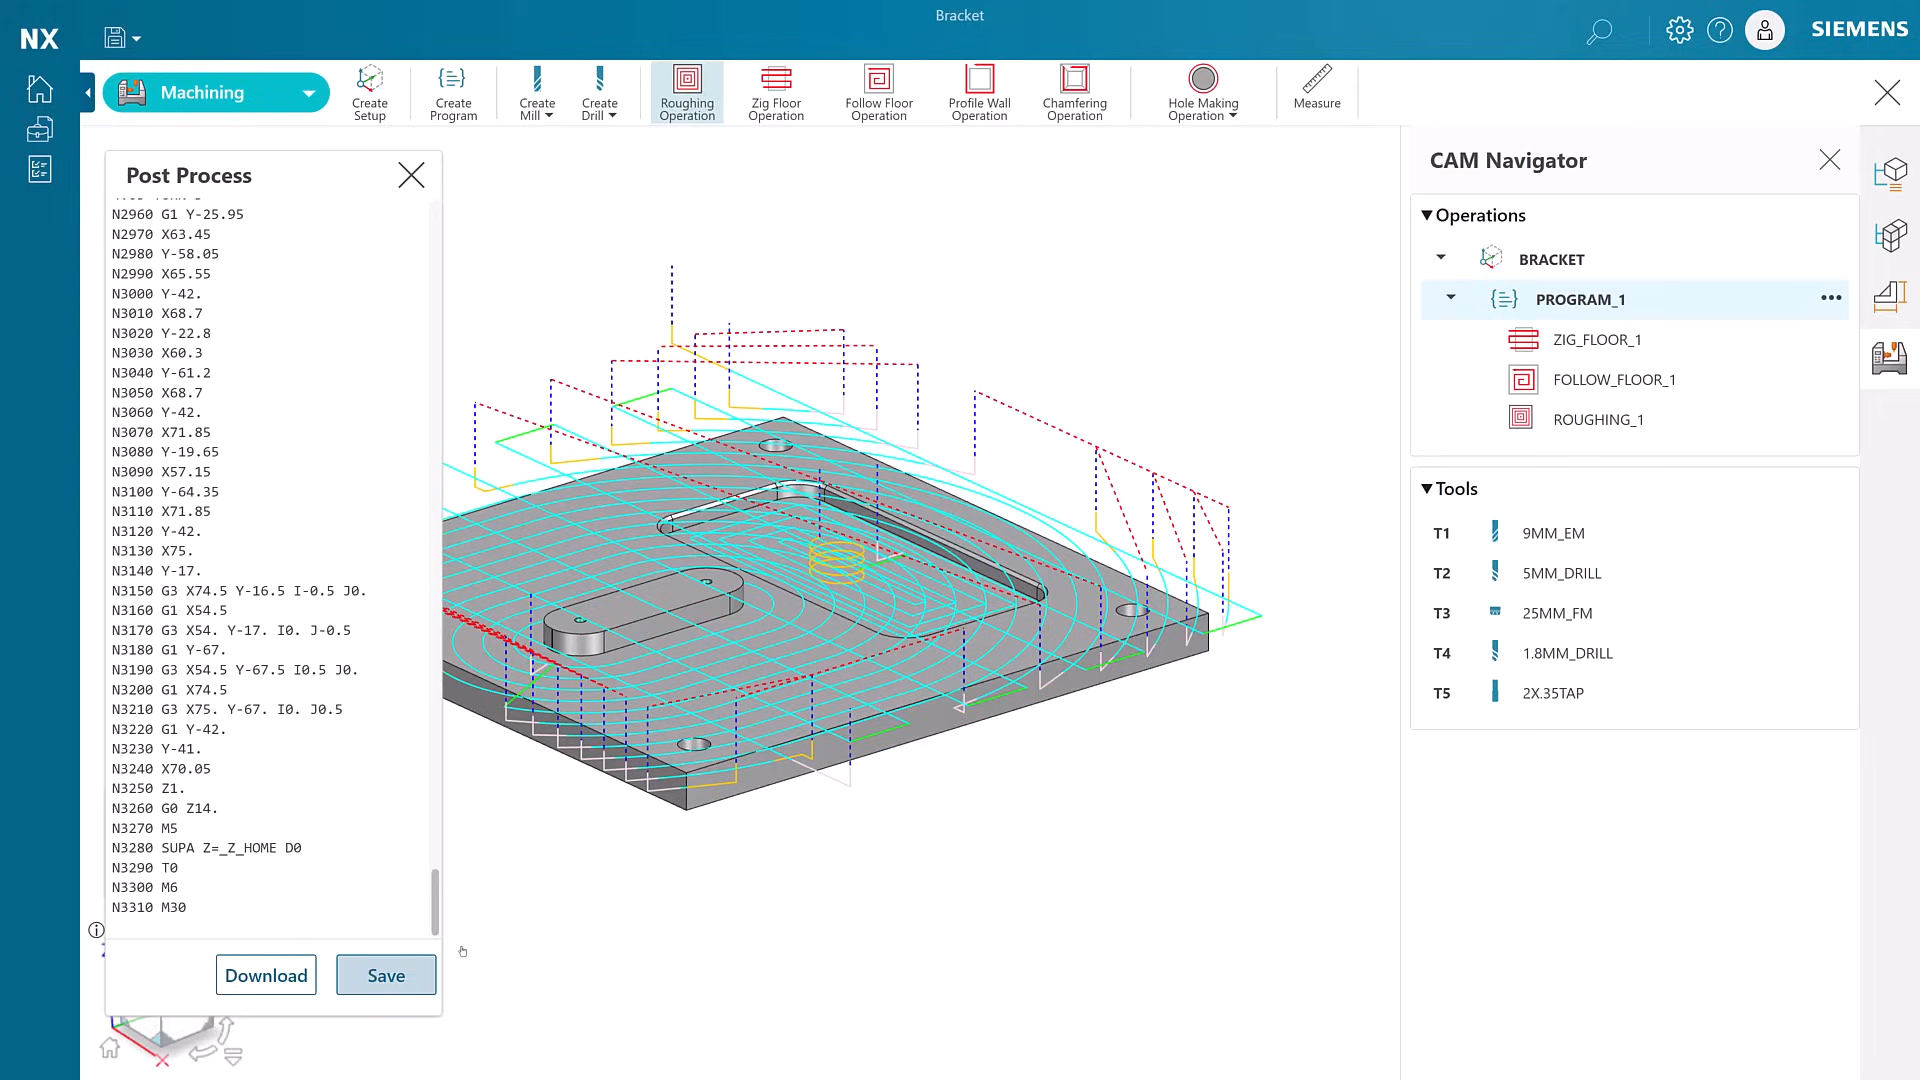 Bracket
NX
SIEMENS
Machining
Create
Setup
Create
Program
Create
Mill
Create
Drill
Roughing
Operation
Zig Floor
Operation
Follow Floor
Operation
Profile Wall
Operation
Chamfering
Operation
Hole Making
Operation
Measure
Post Process
N2960 G1 Y-25.95
N2970 X63.45
N2980 Y-58.05
N2990 X65.55
N3000 Y-42.
N3010 X68.7
N3020 Y-22.8
N3030 X60.3
N3040 Y-61.2
N3050 X68.7
N3060 Y-42.
N3070 X71.85
N3080 Y-19.65
N3090 X57.15
N3100 Y-64.35
N3110 X71.85
N3120 Y-42.
N3130 X75.
N3140 Y-17.
N3150 G3 X74.5 Y-16.5 I-0.5 J0.
N3160 G1 X54.5
N3170 G3 X54. Y-17. I0. J-0.5
N3180 G1 Y-67.
N3190 G3 X54.5 Y-67.5 I0.5 J0.
N3200 G1 X74.5
N3210 G3 X75. Y-67. I0. J0.5
N3220 G1 Y-42.
N3230 Y-41.
N3240 X70.05
N3250 Z1.
N3260 G0 Z14.
N3270 M5
N3280 SUPA Z=_Z_HOME D0
N3290 T0
N3300 M6
N3310 M30
Download
Save
CAM Navigator
Operations
BRACKET
PROGRAM_1
ZIG_FLOOR_1
FOLLOW_FLOOR_1
ROUGHING_1
Tools
T1 9MM_EM
T2 5MM_DRILL
T3 25MM_FM
T4 1.8MM_DRILL
T5 2X.35TAP